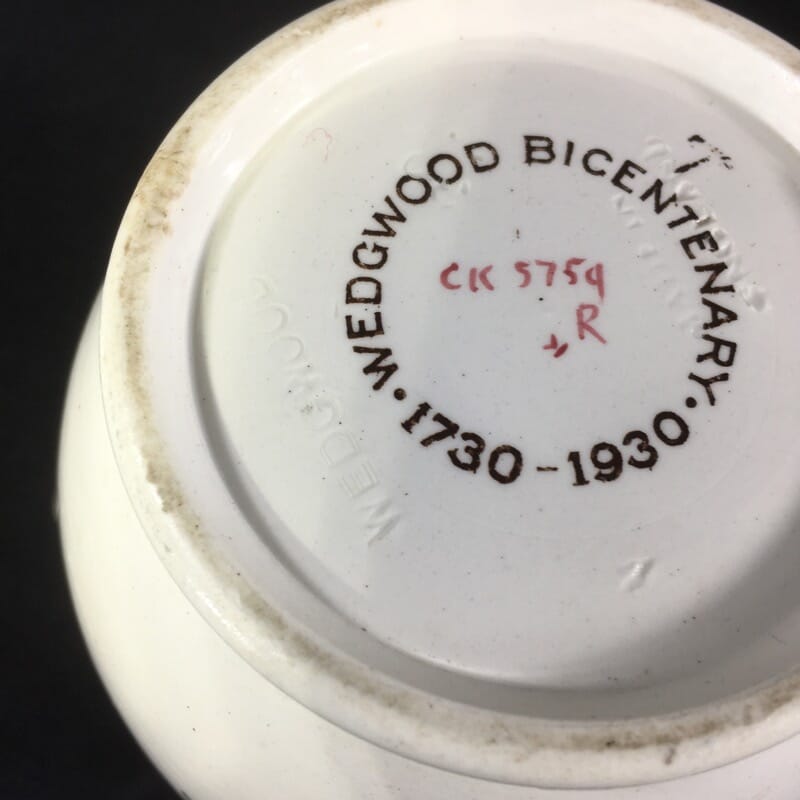 WEDGWOOD BICENTENARY.
·1730-1930
CK 5759
R
WEDGWOOD